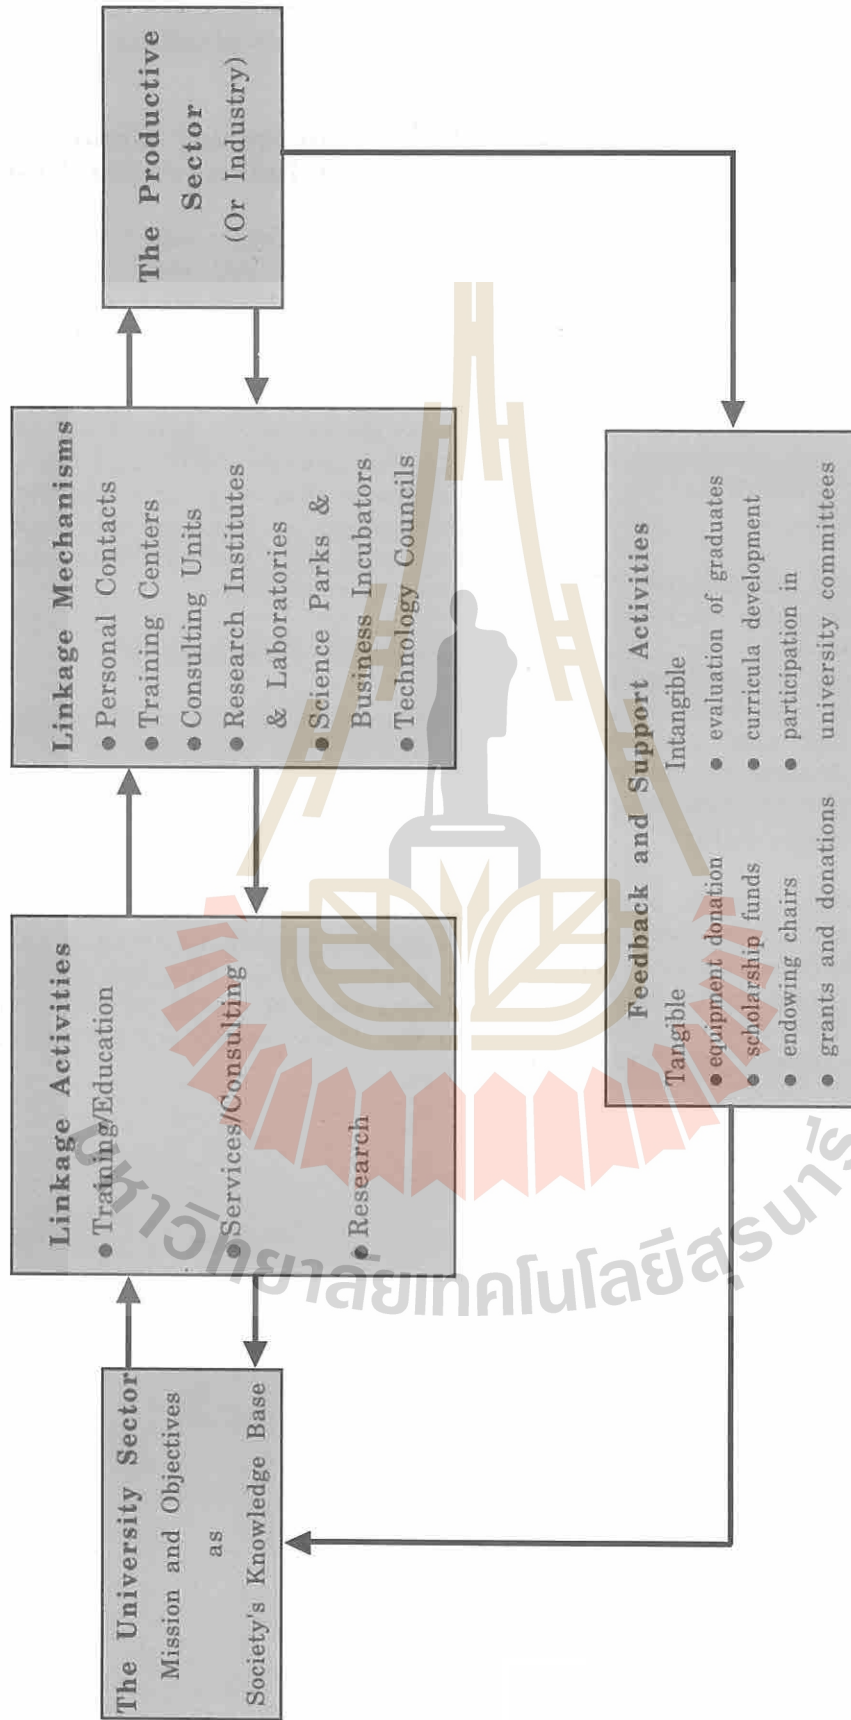 The University Sector
Mission and Objectives
as
Society's Knowledge Base
Linkage Activities
● Training/Education
● Services/Consulting
● Research
Linkage Mechanisms
● Personal Contacts
● Training Centers
● Consulting Units
● Research Institutes
& Laboratories
● Science Parks &
Business Incubators
● Technology Councils
The Productive
Sector
(Or Industry)
Feedback and Support Activities
Tangible
● equipment donation
● scholarship funds
● endowing chairs
● grants and donations
Intangible
● evaluation of graduates
● curricula development
● participation in
university committees
หาวิทยาลัยเทคโนโลยีสุรนารี